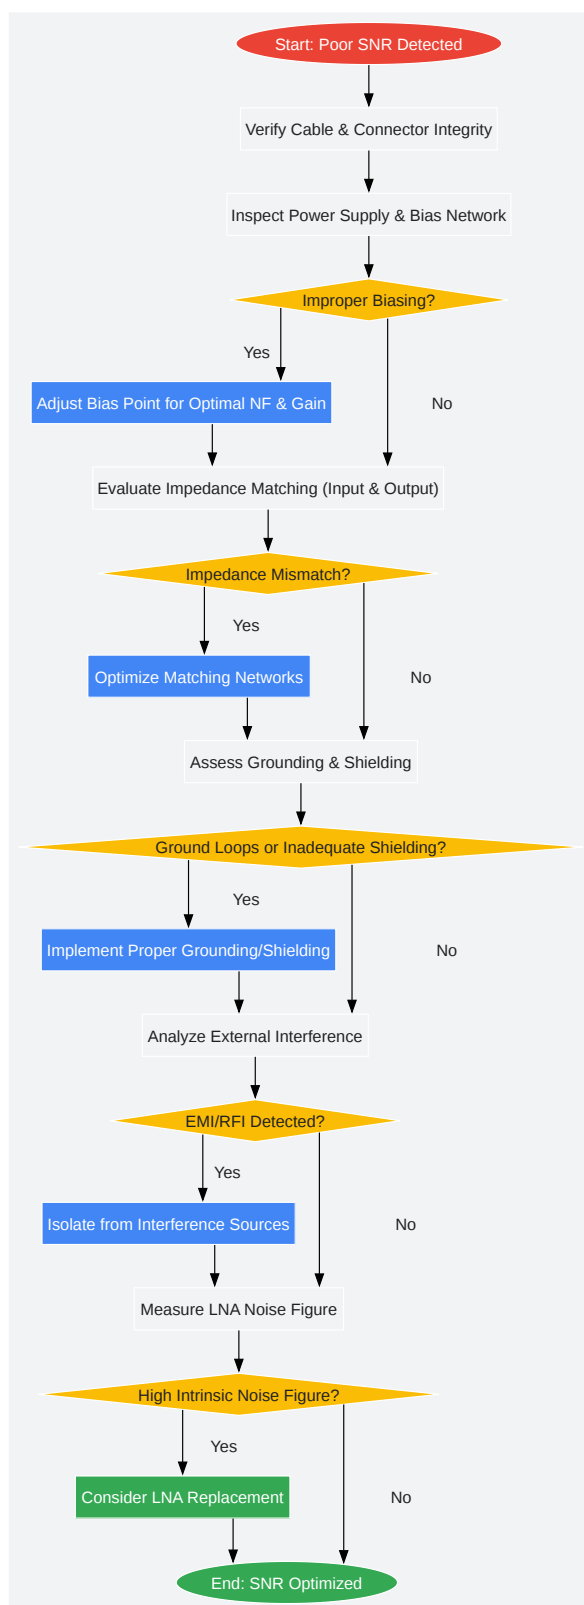 Start: Poor SNR Detected
Verify Cable & Connector Integrity
Inspect Power Supply & Bias Network
Improper Biasing?
Yes
Adjust Bias Point for Optimal NF & Gain
No
Evaluate Impedance Matching (Input & Output)
Impedance Mismatch?
Yes
Optimize Matching Networks
No
Assess Grounding & Shielding
Ground Loops or Inadequate Shielding?
Yes
Implement Proper Grounding/Shielding
No
Analyze External Interference
EMI/RFI Detected?
Yes
Isolate from Interference Sources
No
Measure LNA Noise Figure
High Intrinsic Noise Figure?
Yes
Consider LNA Replacement
No
End: SNR Optimized